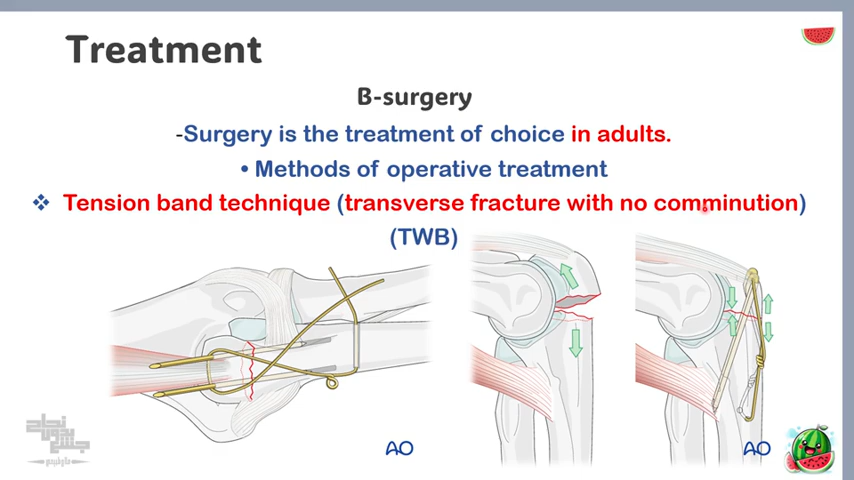 Treatment
B-surgery
-Surgery is the treatment of choice in adults.
• Methods of operative treatment
❖ Tension band technique (transverse fracture with no comminution)
(TWB)
AO
AO